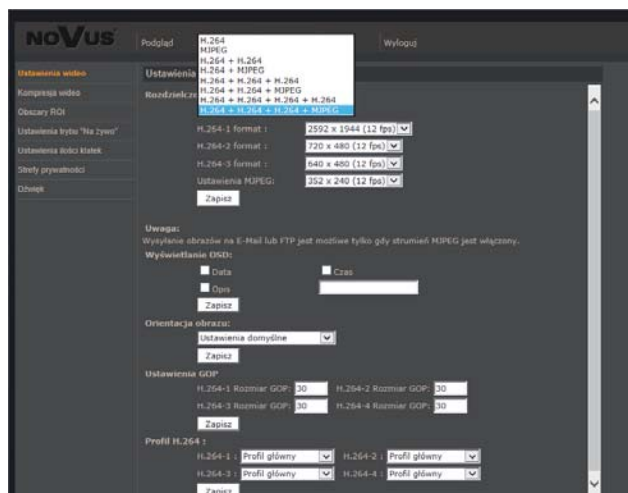 NOVUS
Podgląd
Wyloguj
H.264
MJPEG
H.264 + H.264
H.264 + MJPEG
H.264 + H.264 + H.264
H.264 + H.264 + MJPEG
H.264 + H.264 + H.264 + H.264
H.264 + H.264 + H.264 + MJPEG
Ustawienia wideo
Kompresja wideo
Obszary ROI
Ustawienia trybu "Na żywo"
Ustawienia ilości klatek
Strefy prywatności
Dźwięk
Ustawienia
H.264-1 format : 2592 x 1944 (12 fps)
H.264-2 format : 720 x 480 (12 fps)
H.264-3 format : 640 x 480 (12 fps)
Ustawienia MJPEG: 352 x 240 (12 fps)
Zapisz
Uwaga:
Wysyłanie obrazów na E-Mail lub FTP jest możliwe tylko gdy strumień MJPEG jest włączony.
Wyświetlanie OSD:
Data Czas
Opis
Zapisz
Orientacja obrazu:
Ustawienia domyślne
Zapisz
Ustawienia GOP
H.264-1 Rozmiar GOP: 30 H.264-2 Rozmiar GOP: 30
H.264-3 Rozmiar GOP: 30 H.264-4 Rozmiar GOP: 30
Zapisz
Profil H.264 :
H.264-1 : Profil główny H.264-2 : Profil główny
H.264-3 : Profil główny H.264-4 : Profil główny
Zapisz